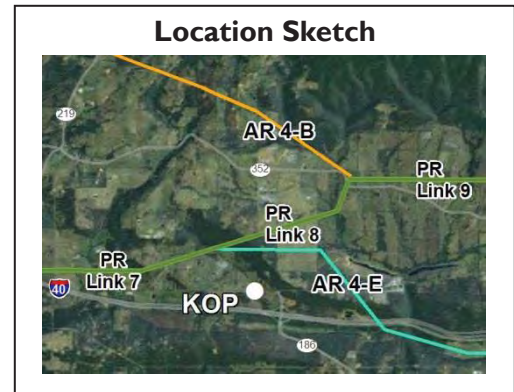 Location Sketch
219
AR 4-B
352
PR
Link 9
PR
Link 8
PR
Link 7
40
KOP
AR 4-E
186